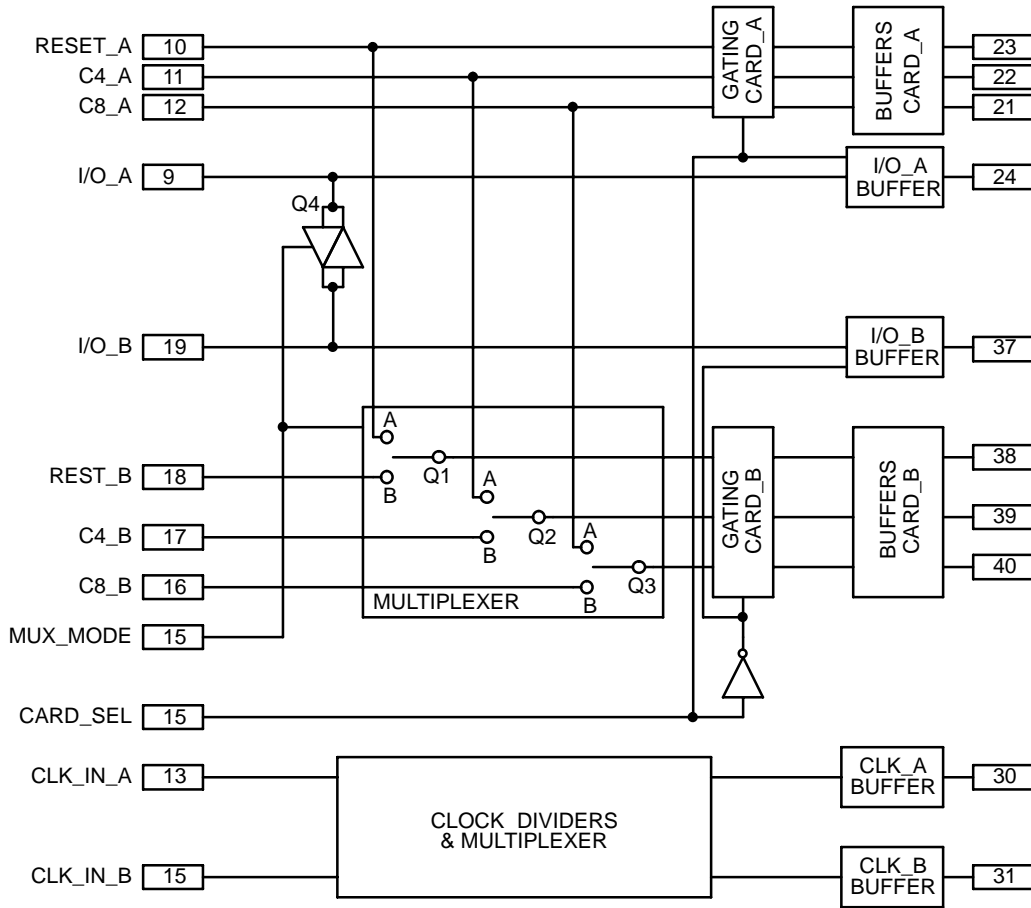 RESET_A 10 GATING CARD_A BUFFERS CARD_A 23
C4_A 11 22
C8_A 12 21
I/O_A 9 I/O_A
BUFFER 24
Q4
I/O_B 19 I/O_B
BUFFER 37
A
REST_B 18 B Q1 GATING CARD_B BUFFERS CARD_B 38
A
C4_B 17 B Q2 39
A
C8_B 16 B Q3 40
MULTIPLEXER
MUX_MODE 15
CARD_SEL 15
CLK_IN_A 13 CLK_A
BUFFER 30
CLOCK DIVIDERS
& MULTIPLEXER
CLK_IN_B 15 CLK_B
BUFFER 31